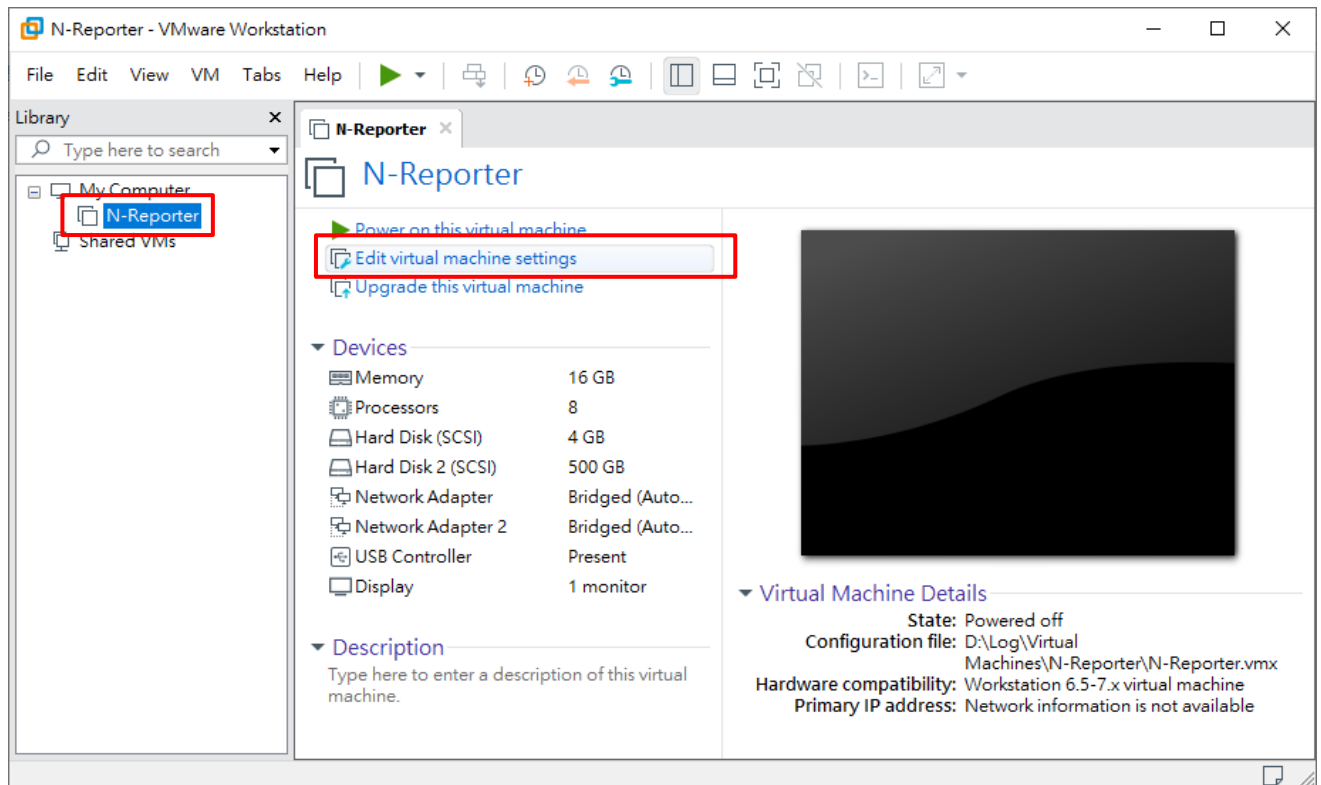 N-Reporter - VMware Workstation
File Edit View VM Tabs Help
Library
Type here to search
My Computer
N-Reporter
Shared VMs
N-Reporter
N-Reporter
Power on this virtual machine
Edit virtual machine settings
Upgrade this virtual machine
Devices
Memory 16 GB
Processors 8
Hard Disk (SCSI) 4 GB
Hard Disk 2 (SCSI) 500 GB
Network Adapter Bridged (Auto...
Network Adapter 2 Bridged (Auto...
USB Controller Present
Display 1 monitor
Description
Type here to enter a description of this virtual
machine.
Virtual Machine Details
State: Powered off
Configuration file: D:\Log\Virtual
Machines\N-Reporter\N-Reporter.vmx
Hardware compatibility: Workstation 6.5-7.x virtual machine
Primary IP address: Network information is not available